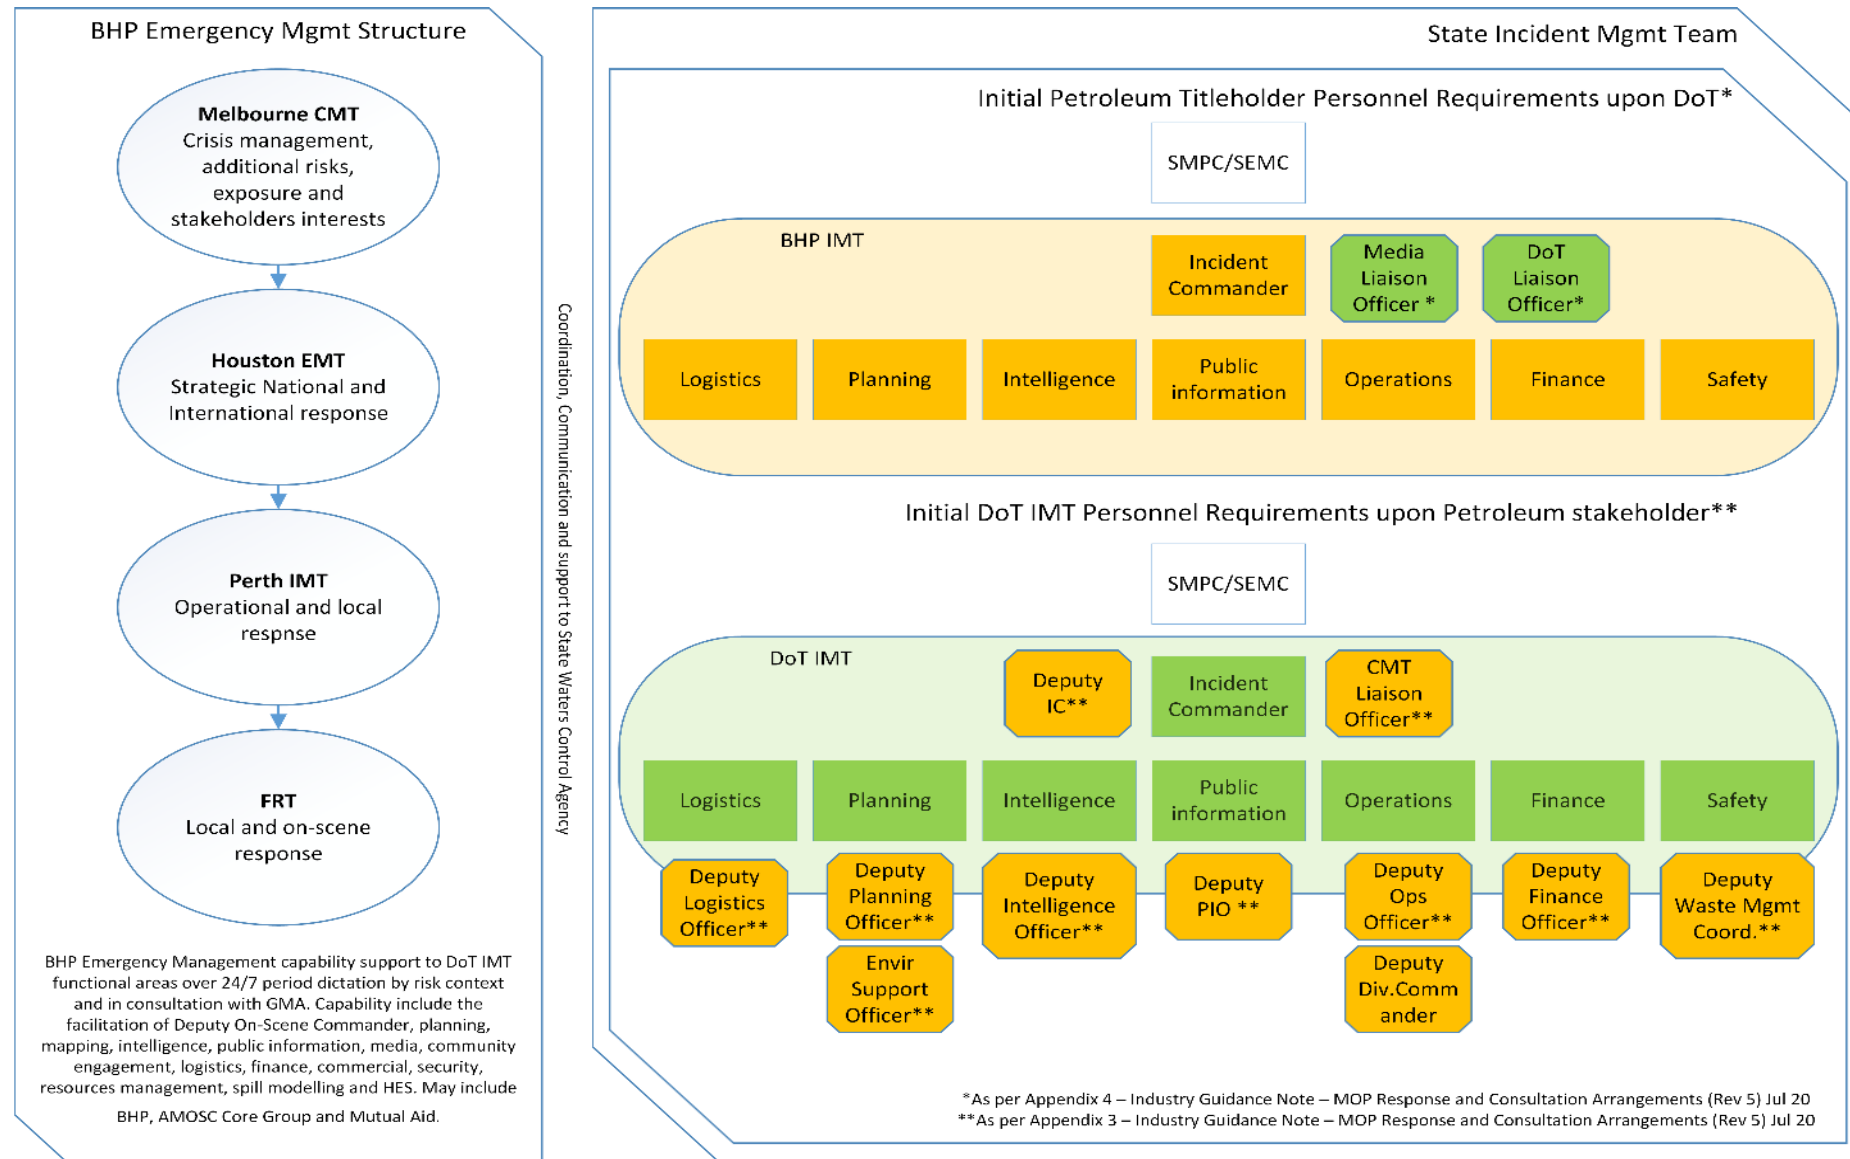 BHP Emergency Mgmt Structure
Melbourne CMT
Crisis management,
additional risks,
exposure and
stakeholders interests
Houston EMT
Strategic National and
International response
Perth IMT
Operational and local
respnse
FRT
Local and on-scene
response
BHP Emergency Management capability support to DoT IMT
functional areas over 24/7 period dictation by risk context
and in consultation with GMA. Capability include the
facilitation of Deputy On-Scene Commander, planning,
mapping, intelligence, public information, media, community
engagement, logistics, finance, commercial, security,
resources management, spill modelling and HES. May include
BHP, AMOSC Core Group and Mutual Aid.
Coordination, Communication and support to State Waters Control Agency
State Incident Mgmt Team
Initial Petroleum Titleholder Personnel Requirements upon DoT*
SMPC/SEMC
BHP IMT
Incident
Commander
Media
Liaison
Officer *
DoT
Liaison
Officer*
Logistics
Planning
Intelligence
Public
information
Operations
Finance
Safety
Initial DoT IMT Personnel Requirements upon Petroleum stakeholder**
SMPC/SEMC
DoT IMT
Deputy
IC**
Incident
Commander
CMT
Liaison
Officer**
Logistics
Planning
Intelligence
Public
information
Operations
Finance
Safety
Deputy
Logistics
Officer**
Deputy
Planning
Officer**
Deputy
Intelligence
Officer**
Deputy
PIO **
Deputy
Ops
Officer**
Deputy
Finance
Officer**
Deputy
Waste Mgmt
Coord.**
Envir
Support
Officer**
Deputy
Div.Comm
ander
*As per Appendix 4 – Industry Guidance Note – MOP Response and Consultation Arrangements (Rev 5) Jul 20
**As per Appendix 3 – Industry Guidance Note – MOP Response and Consultation Arrangements (Rev 5) Jul 20